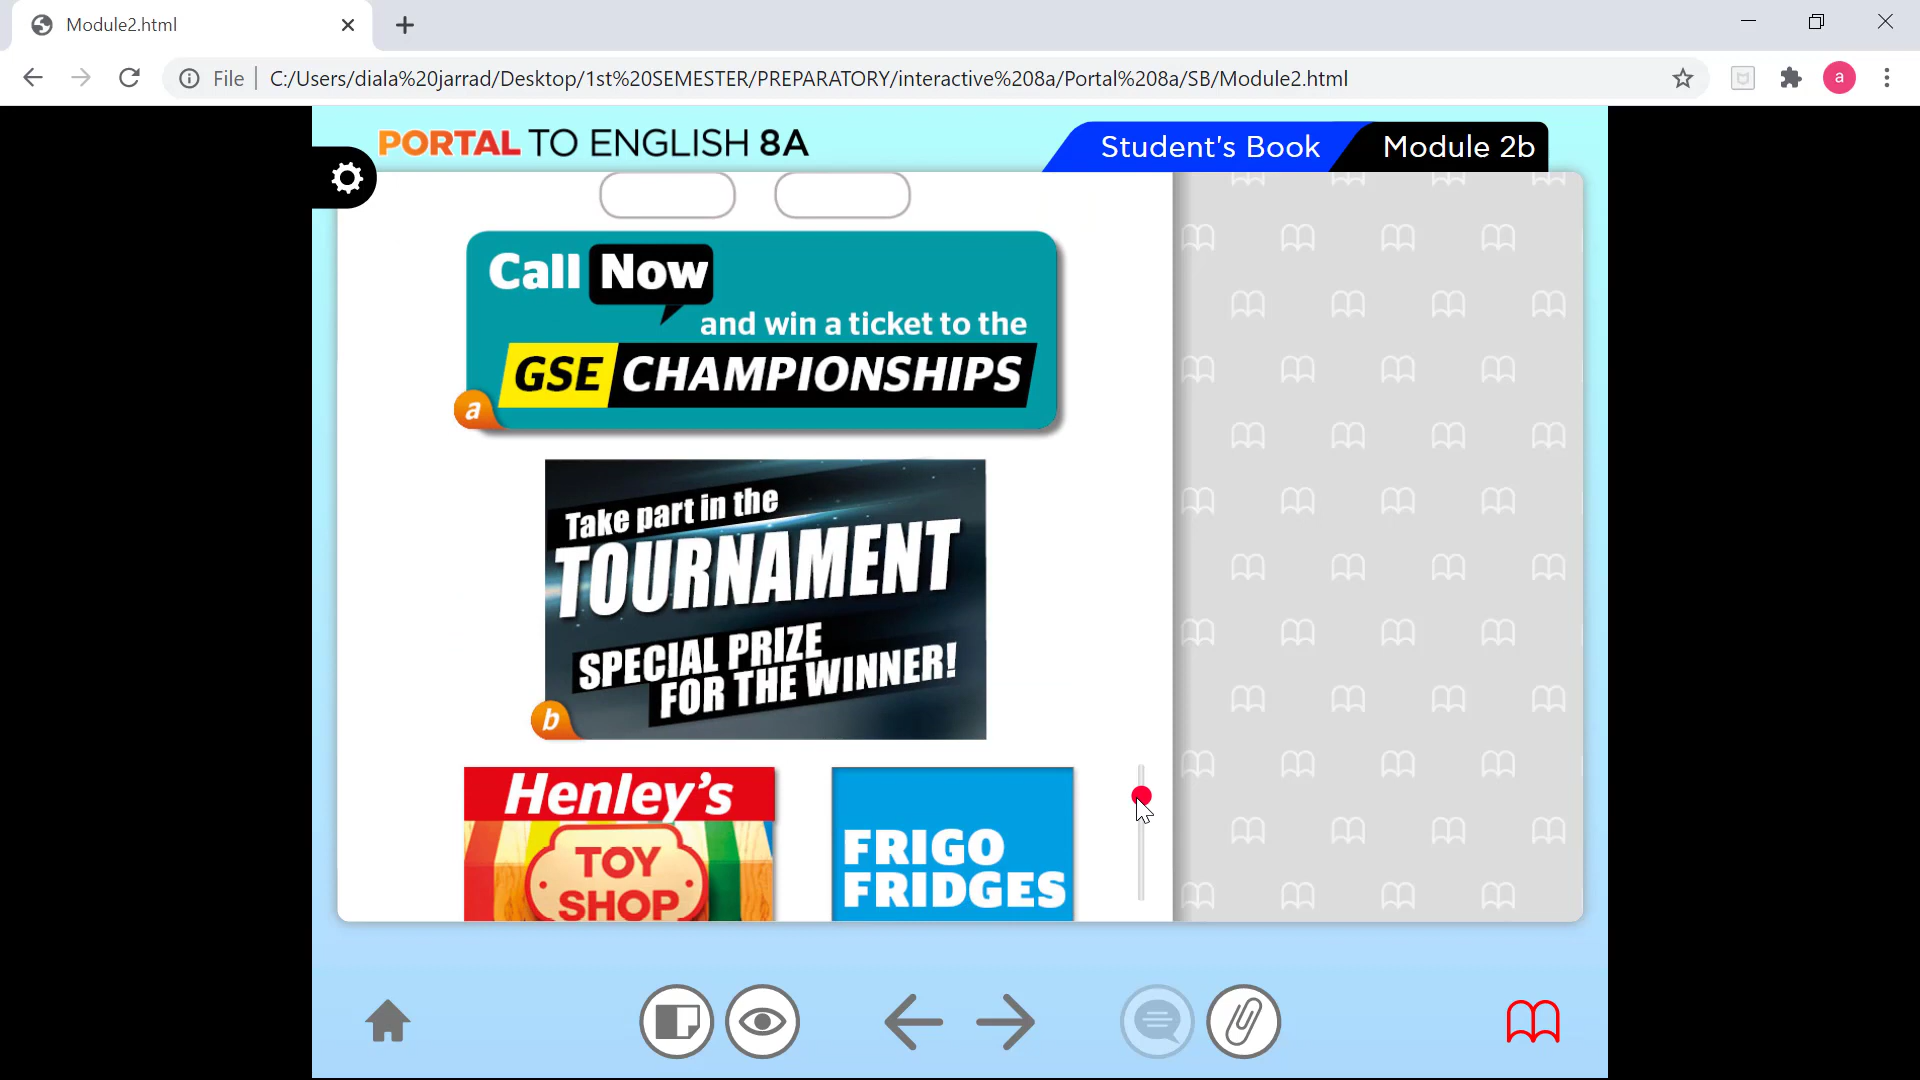 Module2.html
File
C:/Users/diala%20jarrad/Desktop/1st%20SEMESTER/PREPARATORY/interactive%208a/Portal%208a/SB/Module2.html
a
PORTAL TO ENGLISH 8A
Student's Book
Module 2b
Call Now
and win a ticket to the
GSE CHAMPIONSHIPS
a
Take part in the
TOURNAMENT
SPECIAL PRIZE
FOR THE WINNER!
b
Henley's
TOY
SHOP
FRIGO
FRIDGES